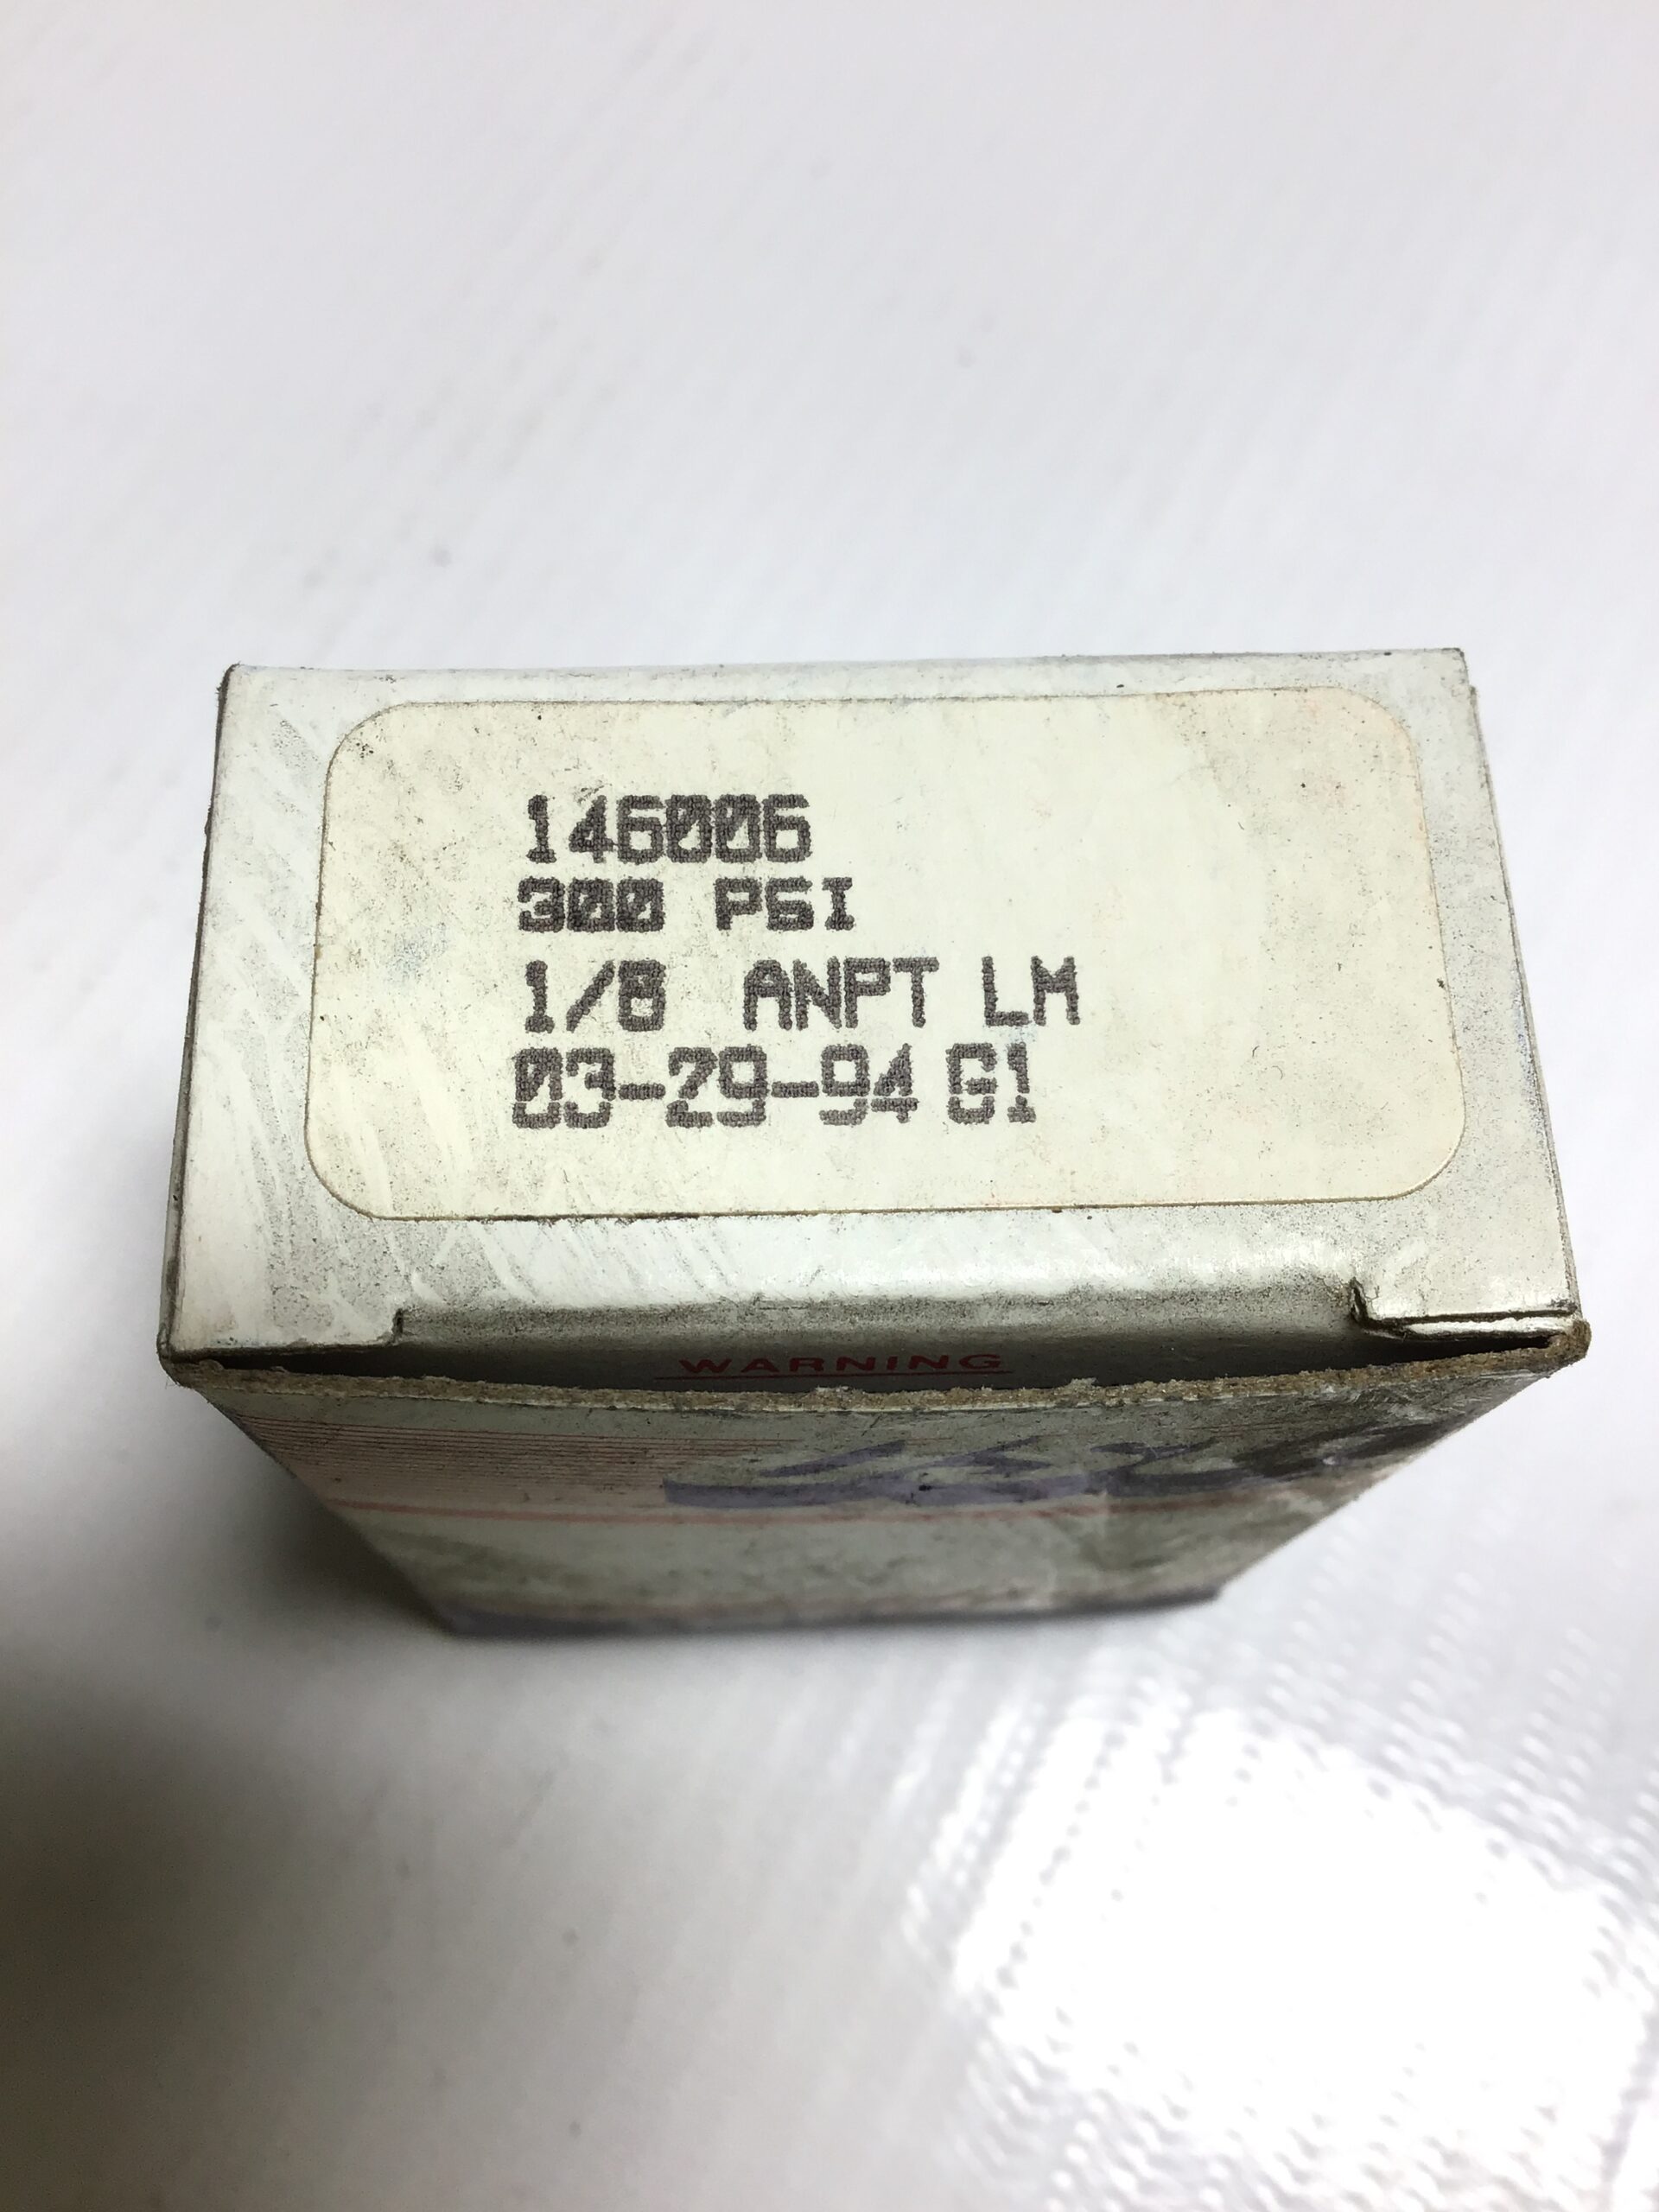 146006
300 PSI
1/8 ANPT LM
03-29-94 G1
WARNING